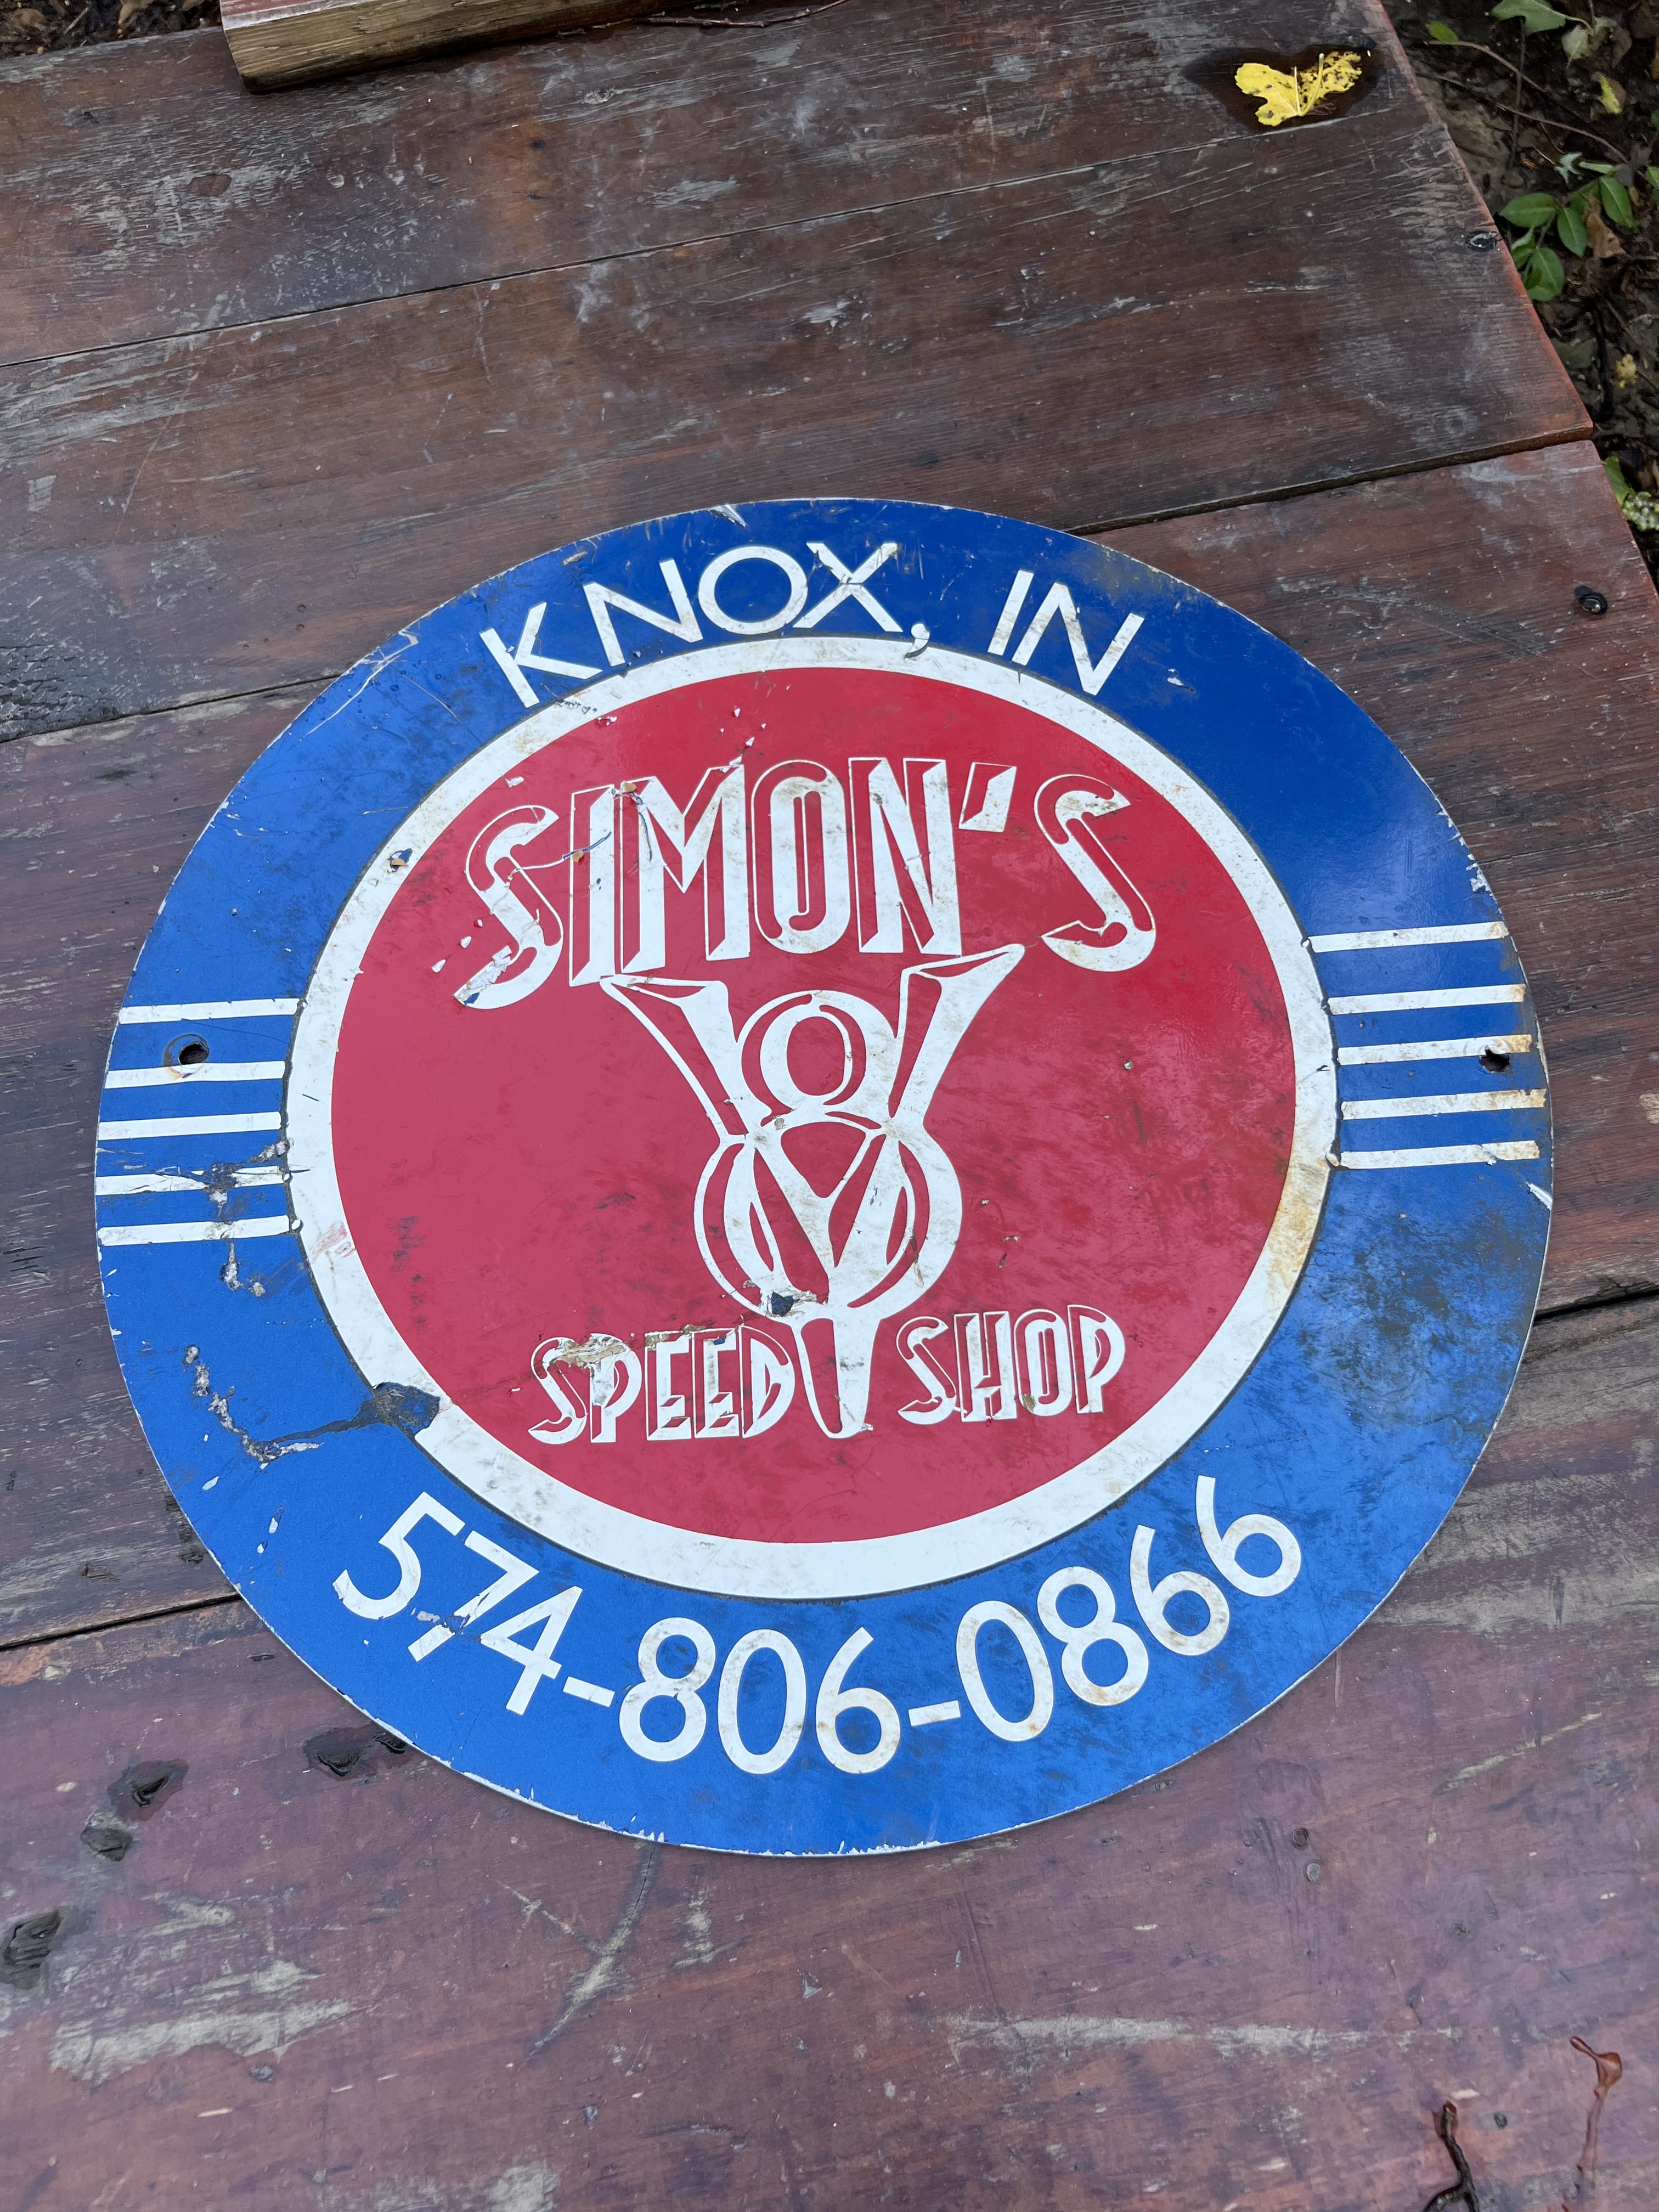 KNOX, IN
SIMON'S
V8
SPEED SHOP
574-806-0866